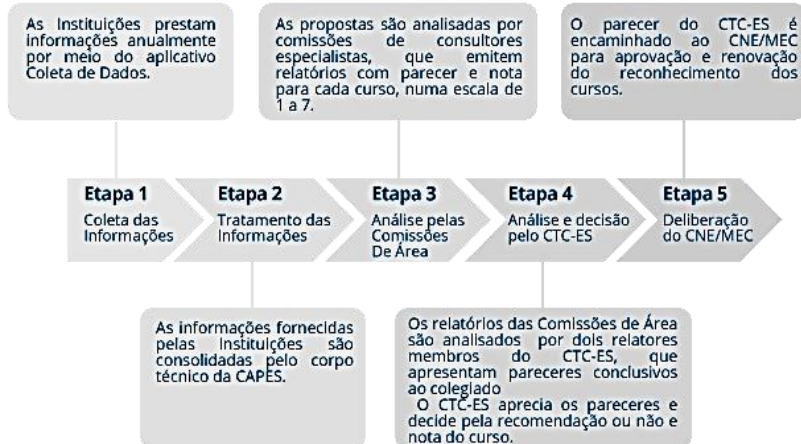 As Instituições prestam
informações anualmente
por meio do aplicativo
Coleta de Dados.
As propostas são analisadas por
comissões de consultores
especialistas, que emitem
relatórios com parecer e nota
para cada curso, numa escala de
1 a 7.
O parecer do CTC-ES é
encaminhado ao CNE/MEC
para aprovação e renovação
do reconhecimento dos
cursos.
Etapa 1
Coleta das
Informações
Etapa 2
Tratamento das
Informações
Etapa 3
Análise pelas
Comissões
De Área
Etapa 4
Análise e decisão
pelo CTC-ES
Etapa 5
Deliberação
do CNE/MEC
As informações fornecidas
pelas Instituições são
consolidadas pelo corpo
técnico da CAPES.
Os relatórios das Comissões de Área
são analisados por dois relatores
membros do CTC-ES, que
apresentam pareceres conclusivos
ao colegiado
O CTC-ES aprecia os pareceres e
decide pela recomendação ou não e
nota do curso.